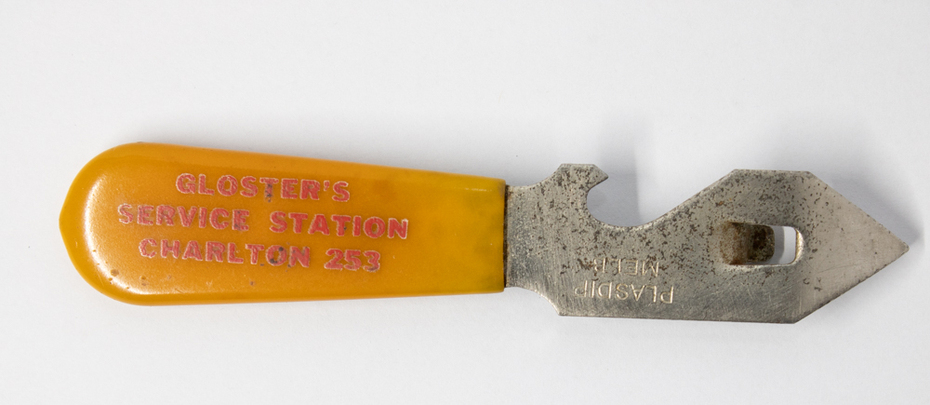 GLOSTER'S
SERVICE STATION
CHARLTON 253
PLASDIP
MELB.